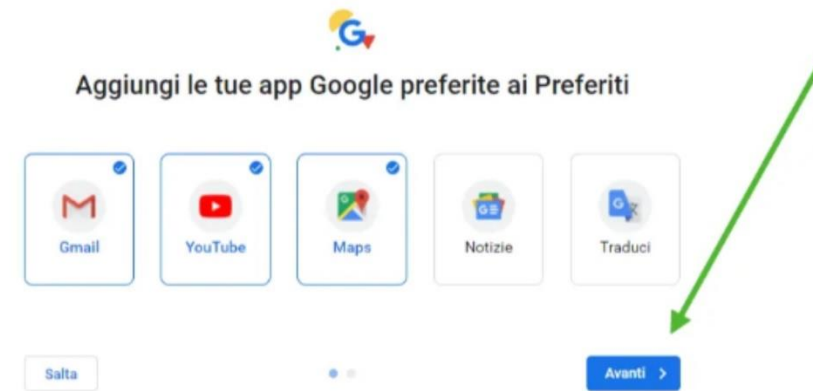 Aggiungi le tue app Google preferite ai Preferiti
Gmail
YouTube
Maps
Notizie
Traduci
Salta
Avanti